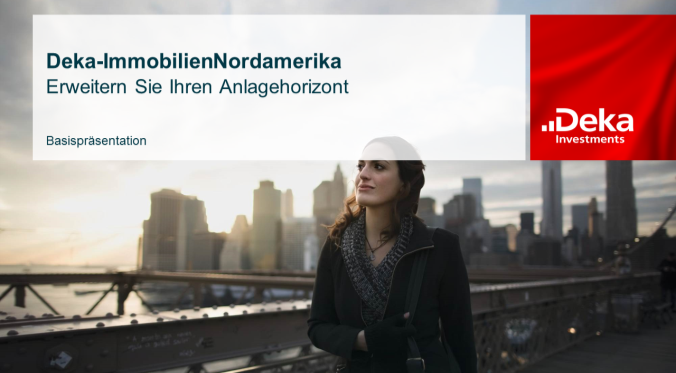 Deka-ImmobilienNordamerika
Erweitern Sie Ihren Anlagehorizont
Basispräsentation
Deka
Investments